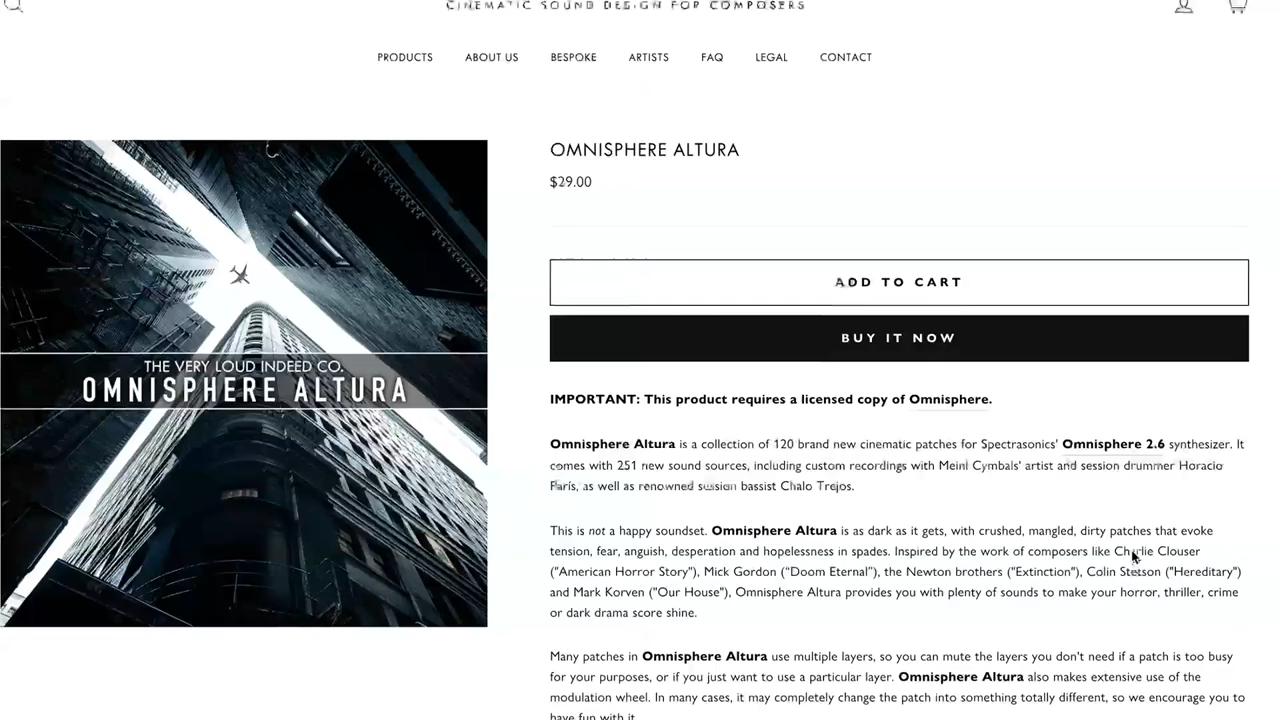 CINEMATIC SOUND DESIGN FOR COMPOSERS
PRODUCTS ABOUT US BESPOKE ARTISTS FAQ LEGAL CONTACT
THE VERY LOUD INDEED CO.
OMNISPHERE ALTURA
OMNISPHERE ALTURA
$29.00
ADD TO CART
BUY IT NOW
IMPORTANT: This product requires a licensed copy of Omnisphere.
Omnisphere Altura is a collection of 120 brand new cinematic patches for Spectrasonics' Omnisphere 2.6 synthesizer. It
comes with 251 new sound sources, including custom recordings with Meinl Cymbals' artist and session drummer Horacio
París, as well as renowned session bassist Chalo Trejos.
This is not a happy soundset. Omnisphere Altura is as dark as it gets, with crushed, mangled, dirty patches that evoke
tension, fear, anguish, desperation and hopelessness in spades. Inspired by the work of composers like Charlie Clouser
("American Horror Story"), Mick Gordon ("Doom Eternal"), the Newton brothers ("Extinction"), Colin Stetson ("Hereditary")
and Mark Korven ("Our House"), Omnisphere Altura provides you with plenty of sounds to make your horror, thriller, crime
or dark drama score shine.
Many patches in Omnisphere Altura use multiple layers, so you can mute the layers you don't need if a patch is too busy
for your purposes, or if you just want to use a particular layer. Omnisphere Altura also makes extensive use of the
modulation wheel. In many cases, it may completely change the patch into something totally different, so we encourage you to
have fun with it.